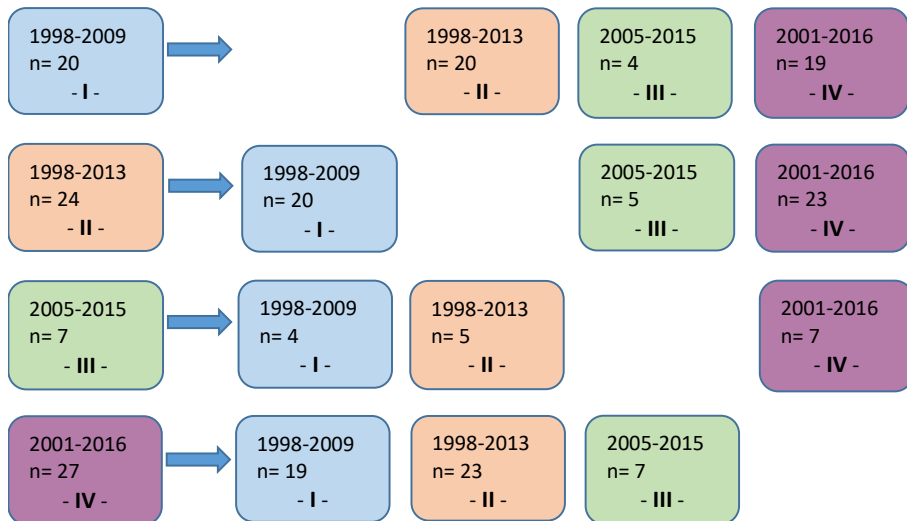 1998-2009
n= 20
- I -
1998-2013
n= 20
- II -
2005-2015
n= 4
- III -
2001-2016
n= 19
- IV -
1998-2013
n= 24
- II -
1998-2009
n= 20
- I -
2005-2015
n= 5
- III -
2001-2016
n= 23
- IV -
2005-2015
n= 7
- III -
1998-2009
n= 4
- I -
1998-2013
n= 5
- II -
2001-2016
n= 7
- IV -
2001-2016
n= 27
- IV -
1998-2009
n= 19
- I -
1998-2013
n= 23
- II -
2005-2015
n= 7
- III -